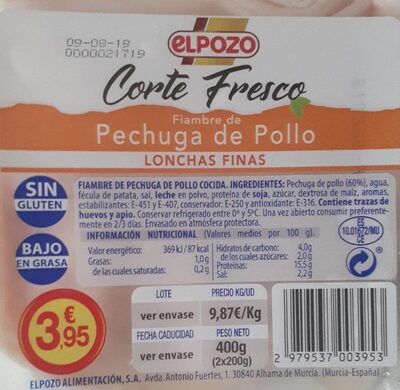 09-08-19
0000821719
ELPOZO
Corte Fresco
Fiambre de
Pechuga de Pollo
LONCHAS FINAS
SIN
GLUTEN
BAJO
EN GRASA
FIAMBRE DE PECHUGA DE POLLO COCIDA. INGREDIENTES: Pechuga de pollo (60%), agua,
fécula de patata, sal, leche en polvo, proteína de soja, azúcar, dextrosa de maíz, aromas,
estabilizantes: E-451 y E-407, conservador: E-250 y antioxidante: E-316. Contiene trazas de
huevos y apio. Conservar refrigerado entre 0º y 5ºC. Una vez abierto consumir preferente-
mente en 2/3 días. Envasado en atmósfera protectora.
INFORMACIÓN NUTRICIONAL (Valores medios por 100 g).
Valor energético: 369 kJ / 87 kcal
Grasas: 1,0 g
de las cuales saturadas: 0,2 g
Hidratos de carbono: 4,0g
de los cuales azúcares: 2,0 g
Proteínas: 15,5 g
Sal: 2,2 g
ES
10.01672/MU
CE
3,95 €
LOTE
ver envase
PRECIO KG/UD
9,87€/Kg
FECHA CADUCIDAD
ver envase
PESO NETO
400g
(2x200g)
2 979537 003953
ELPOZO ALIMENTACIÓN, S.A. Avda. Antonio Fuertes, 1. 30840 Alhama de Murcia. (Murcia-España)